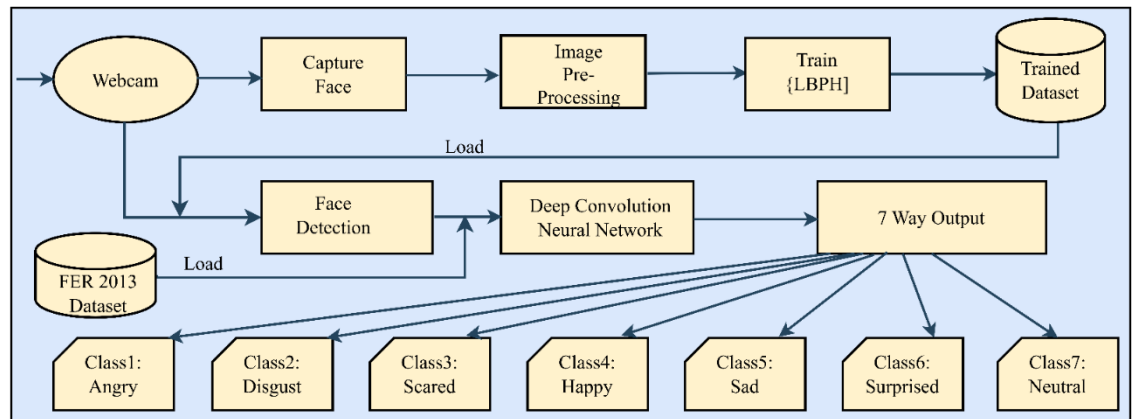 Webcam
Capture
Face
Image
Pre-
Processing
Train
{LBPH]
Trained
Dataset
Load
Face
Detection
Deep Convolution
Neural Network
7 Way Output
FER 2013
Dataset
Load
Class1:
Angry
Class2:
Disgust
Class3:
Scared
Class4:
Happy
Class5:
Sad
Class6:
Surprised
Class7:
Neutral